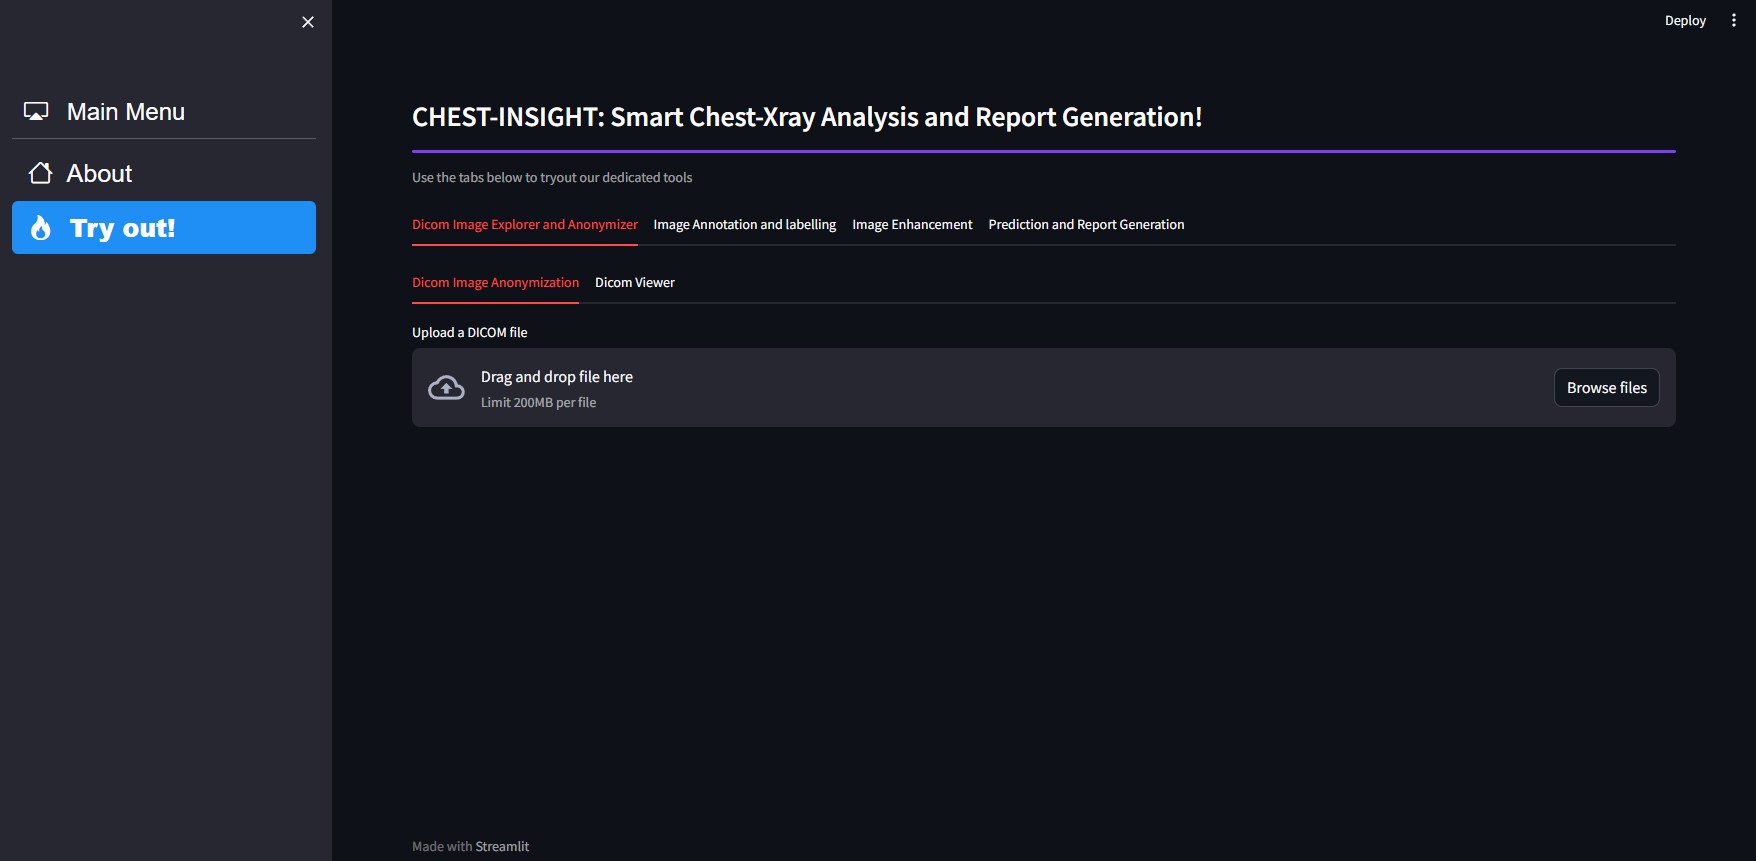 Deploy
Main Menu
About
Try out!
CHEST-INSIGHT: Smart Chest-Xray Analysis and Report Generation!
Use the tabs below to tryout our dedicated tools
Dicom Image Explorer and Anonymizer Image Annotation and labelling Image Enhancement Prediction and Report Generation
Dicom Image Anonymization Dicom Viewer
Upload a DICOM file
Drag and drop file here
Limit 200MB per file
Browse files
Made with Streamlit